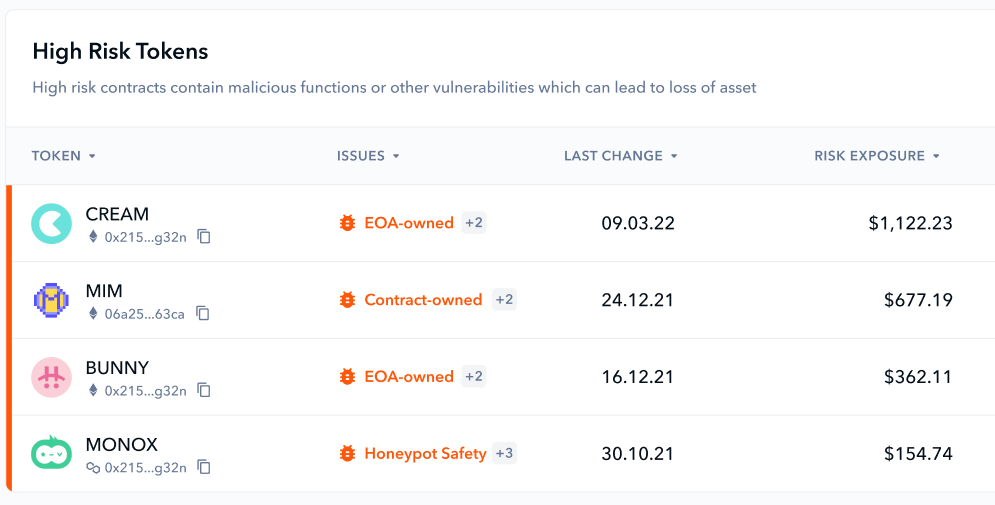 High Risk Tokens
High risk contracts contain malicious functions or other vulnerabilities which can lead to loss of asset
TOKEN ISSUES LAST CHANGE RISK EXPOSURE
CREAM
0x215...g32n
EOA-owned +2 09.03.22 $1,122.23
MIM
06a25...63ca
Contract-owned +2 24.12.21 $677.19
BUNNY
0x215...g32n
EOA-owned +2 16.12.21 $362.11
MONOX
0x215...g32n
Honeypot Safety +3 30.10.21 $154.74